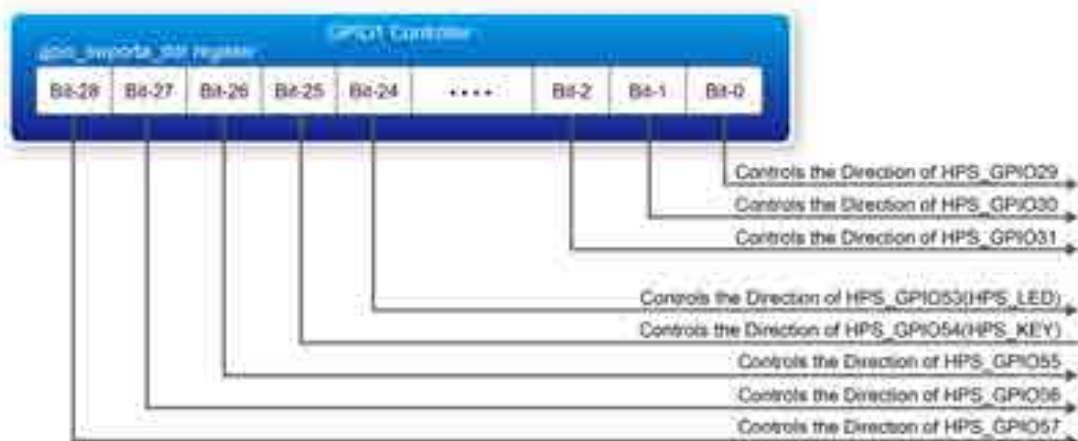 GPIO1 Controller
gpio_swporta_ddr register
Bit-28 Bit-27 Bit-26 Bit-25 Bit-24 •••• Bit-2 Bit-1 Bit-0
Controls the Direction of HPS_GPIO29
Controls the Direction of HPS_GPIO30
Controls the Direction of HPS_GPIO31
Controls the Direction of HPS_GPIO53(HPS_LED)
Controls the Direction of HPS_GPIO54(HPS_KEY)
Controls the Direction of HPS_GPIO55
Controls the Direction of HPS_GPIO56
Controls the Direction of HPS_GPIO57